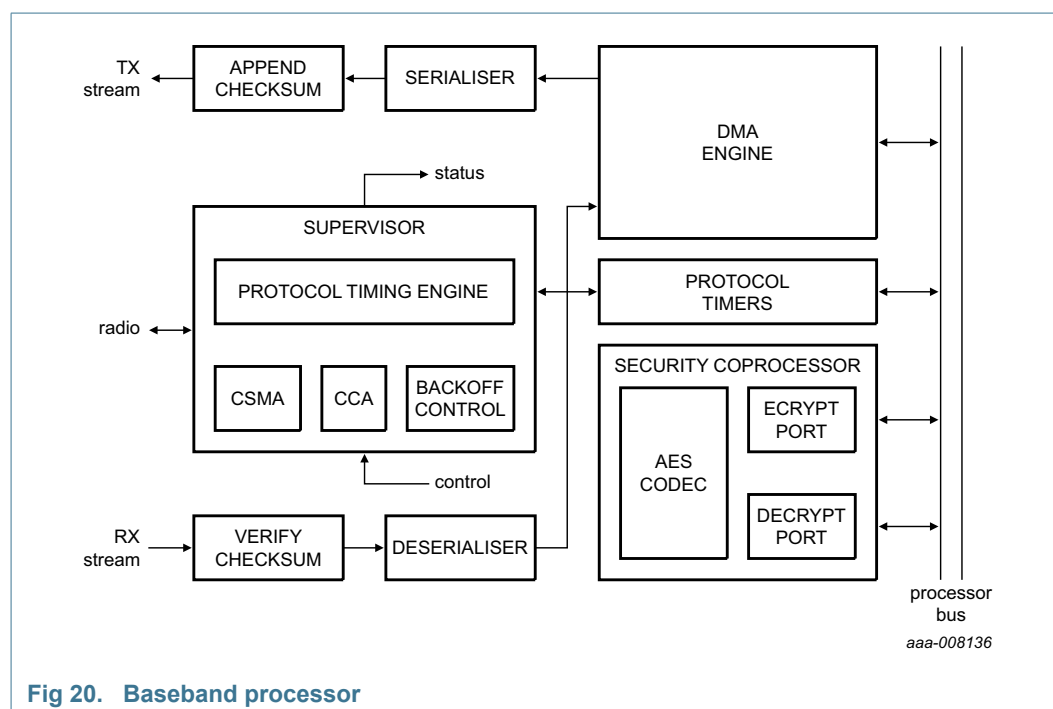 TX
stream
APPEND
CHECKSUM
SERIALISER
DMA
ENGINE
status
SUPERVISOR
PROTOCOL TIMING ENGINE
PROTOCOL
TIMERS
radio
CSMA
CCA
BACKOFF
CONTROL
SECURITY COPROCESSOR
AES
CODEC
ECRYPT
PORT
DECRYPT
PORT
control
RX
stream
VERIFY
CHECKSUM
DESERIALISER
processor
bus
aaa-008136
Fig 20. Baseband processor